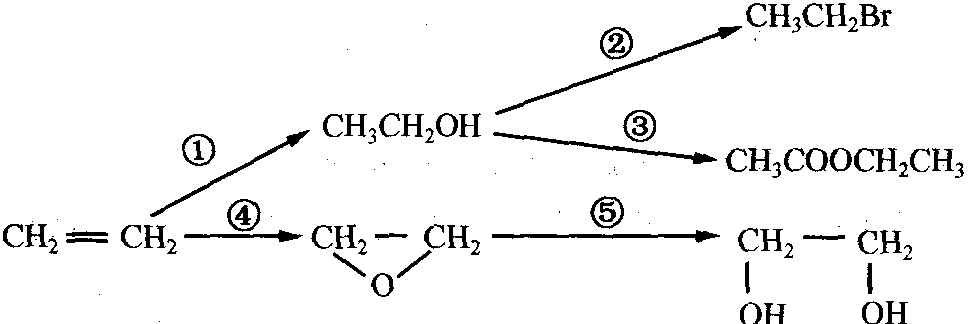 CH₃CH₂Br
②
CH₃CH₂OH
③
①
CH₃COOCH₂CH₃
CH₂=CH₂
④
CH₂—CH₂
O
⑤
CH₂—CH₂
OH OH